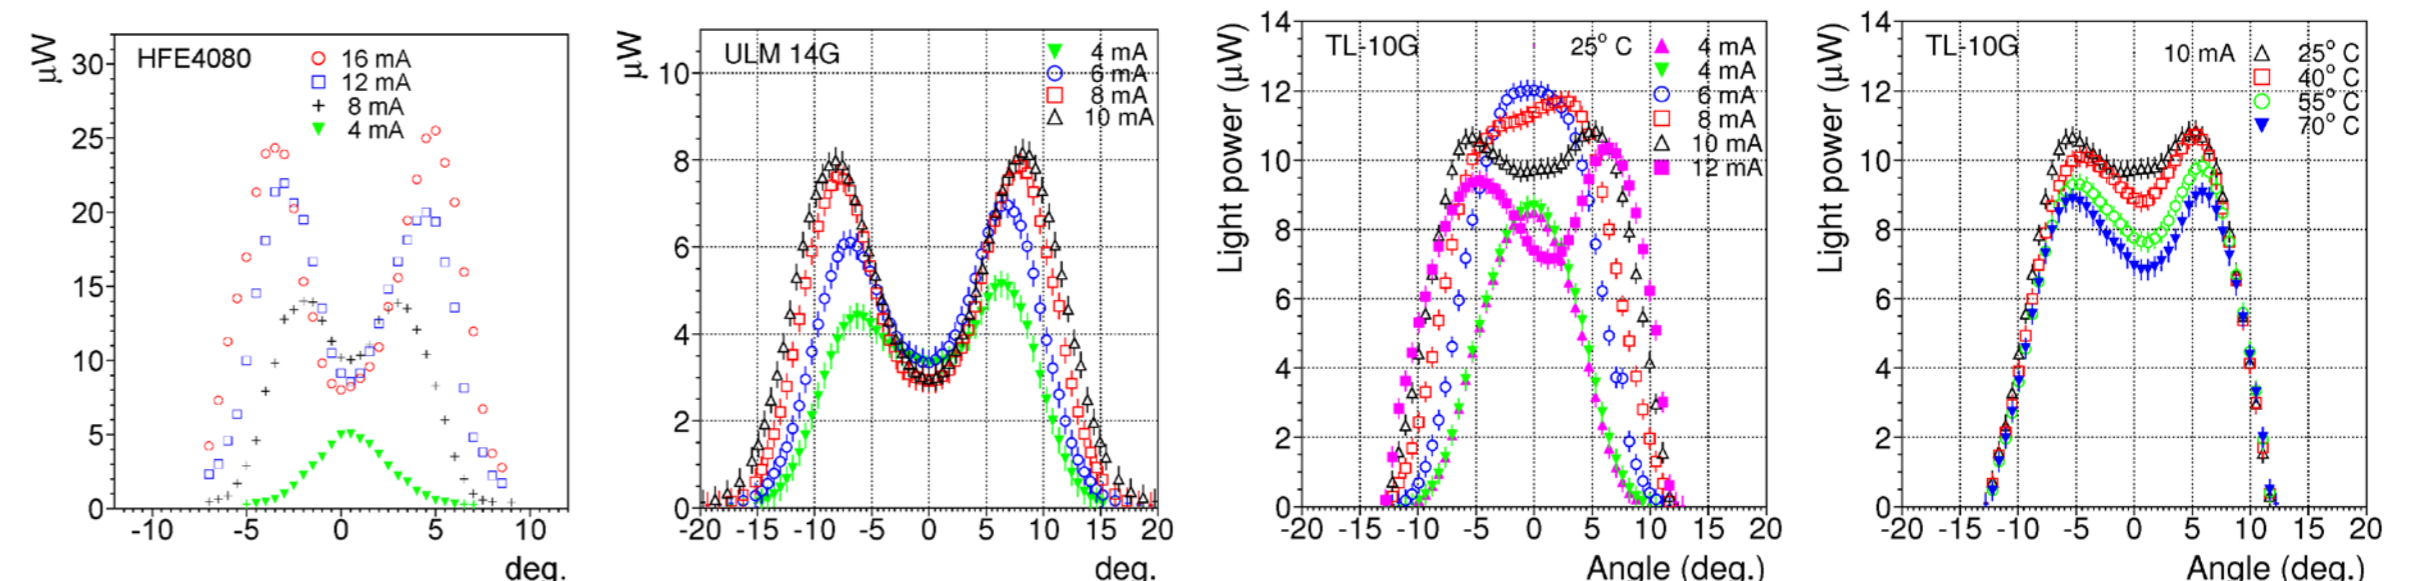 μW
HFE4080
16 mA
12 mA
8 mA
4 mA
30
25
20
15
10
5
0
-10 -5 0 5 10
deg.
μW
ULM 14G
4 mA
6 mA
8 mA
10 mA
10
8
6
4
2
0
-20 -15 -10 -5 0 5 10 15 20
deg.
Light power (μW)
TL-10G
25° C
4 mA
4 mA
6 mA
8 mA
10 mA
12 mA
14
12
10
8
6
4
2
0
-20 -15 -10 -5 0 5 10 15 20
Angle (deg.)
Light power (μW)
TL-10G
10 mA
25° C
40° C
55° C
70° C
14
12
10
8
6
4
2
0
-20 -15 -10 -5 0 5 10 15 20
Angle (deg.)